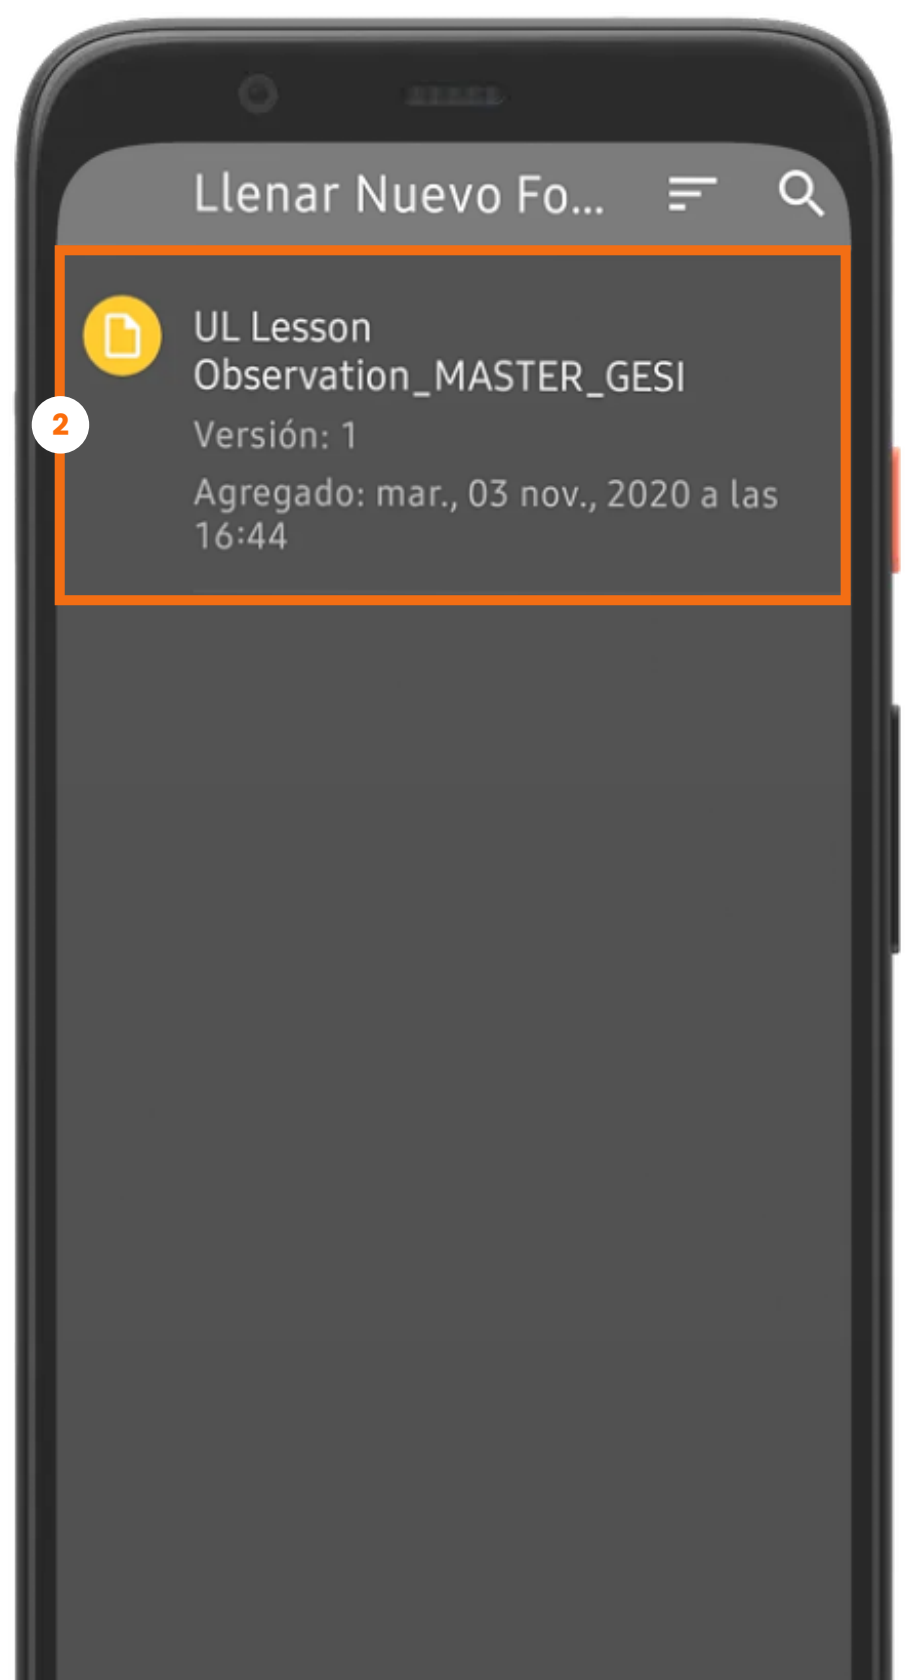 Llenar Nuevo Fo...
UL Lesson
Observation_MASTER_GESI
2
Versión: 1
Agregado: mar., 03 nov., 2020 a las
16:44